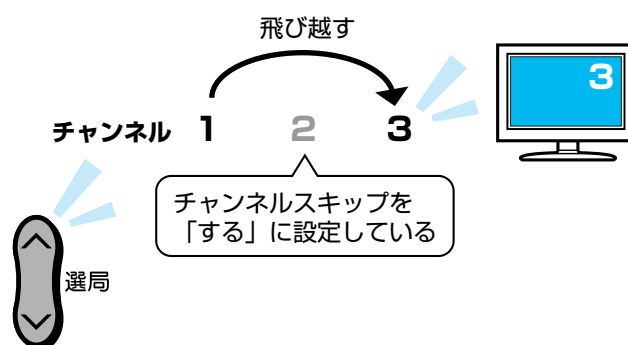 飛び越す
3
チャンネル 1 2 3
チャンネルスキップを
「する」に設定している
選局